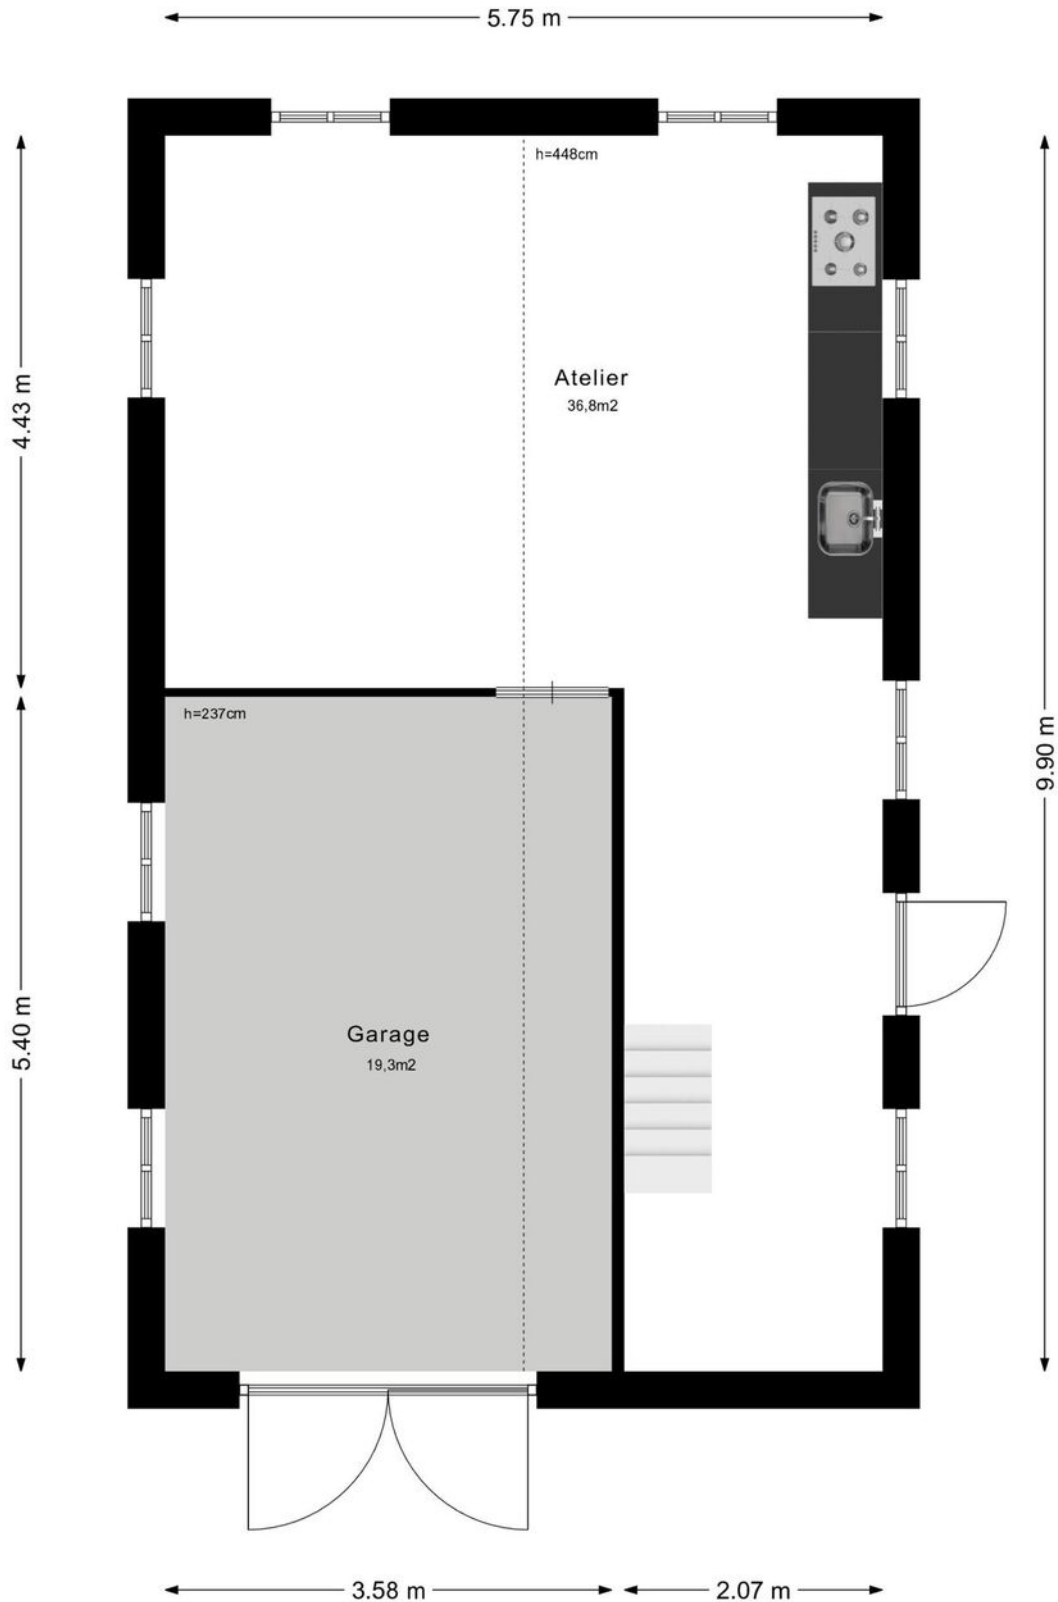 5.75 m
h=448cm
Atelier
36,8m2
4.43 m
h=237cm
9.90 m
Garage
19,3m2
5.40 m
3.58 m
2.07 m